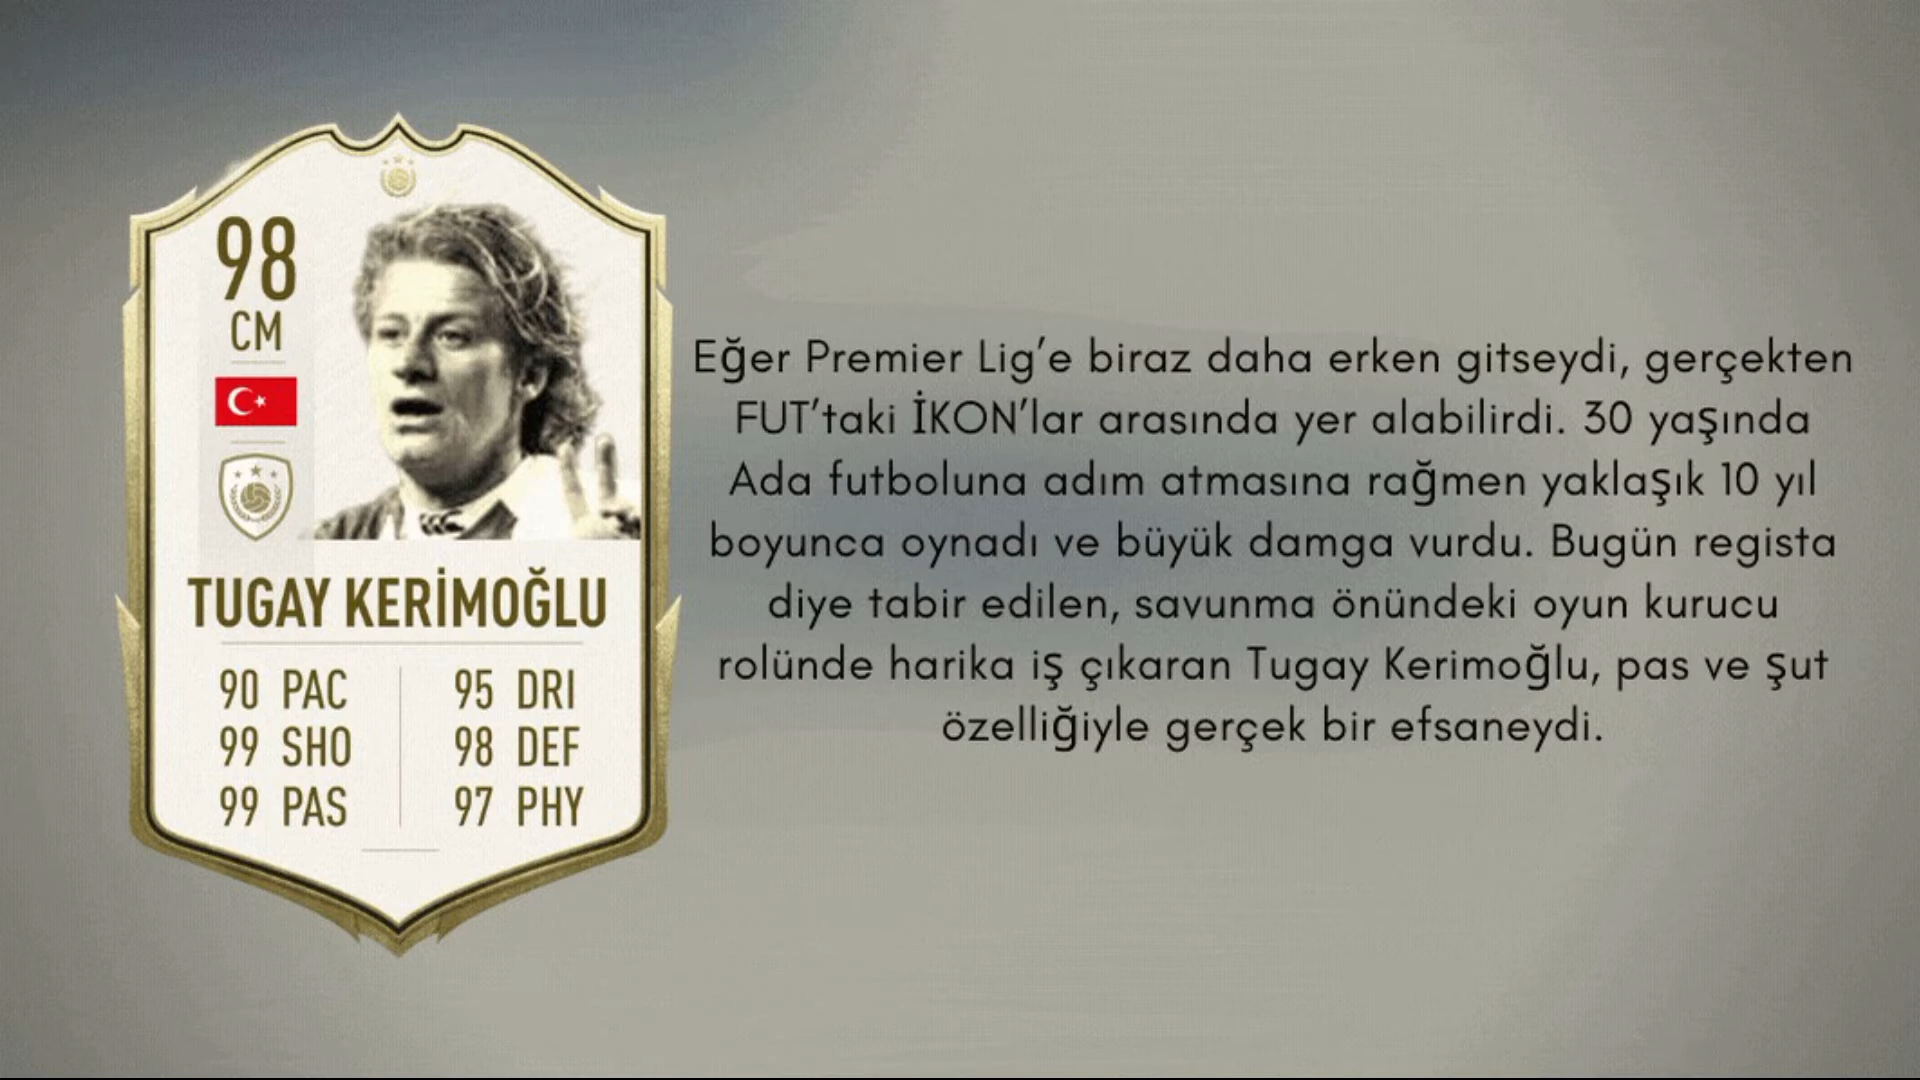 98
CM
TUGAY KERİMOĞLU
90 PAC
95 DRI
99 SHO
98 DEF
99 PAS
97 PHY
Eğer Premier Lig’e biraz daha erken gitseydi, gerçekten
FUT’taki İKON’lar arasında yer alabilirdi. 30 yaşında
Ada futboluna adım atmasına rağmen yaklaşık 10 yıl
boyunca oynadı ve büyük damga vurdu. Bugün regista
diye tabir edilen, savunma önündeki oyun kurucu
rolünde harika iş çıkaran Tugay Kerimoğlu, pas ve şut
özelliğiyle gerçek bir efsaneydi.